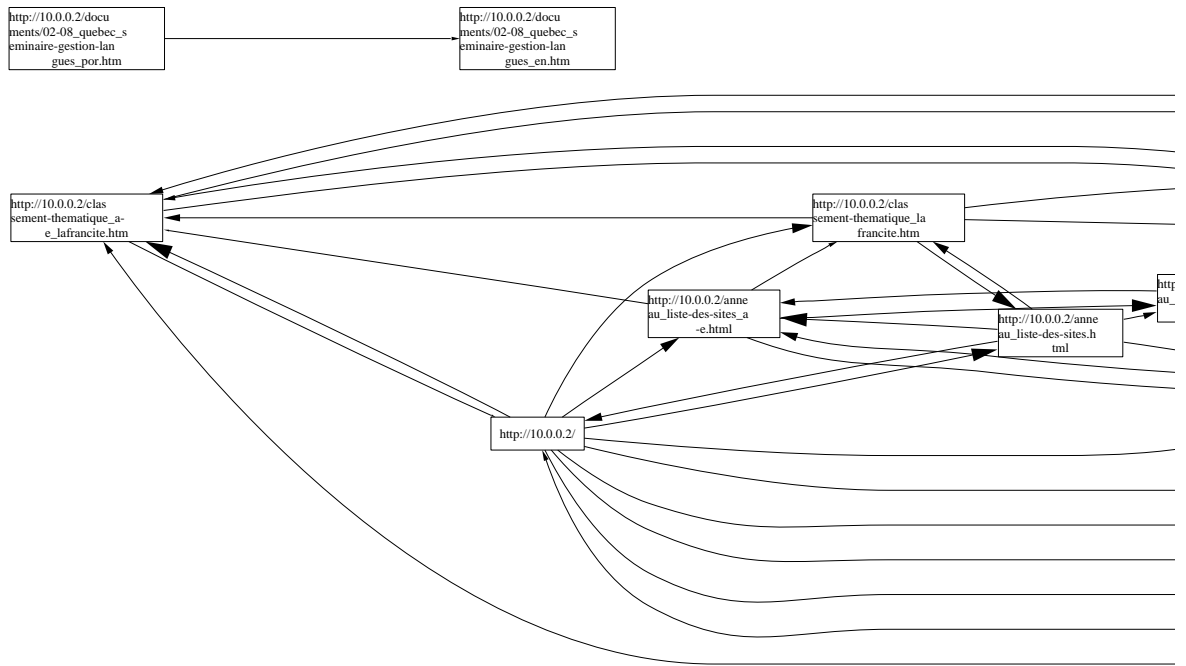 http://10.0.0.2/docu
ments/02-08_quebec_s
eminaire-gestion-lan
gues_por.htm
http://10.0.0.2/docu
ments/02-08_quebec_s
eminaire-gestion-lan
gues_en.htm
http://10.0.0.2/clas
sement-thematique_a-
e_lafrancite.htm
http://10.0.0.2/clas
sement-thematique_la
francite.htm
http://10.0.0.2/anne
au_liste-des-sites_a
-e.html
http
au_
http://10.0.0.2/anne
au_liste-des-sites.h
tml
http://10.0.0.2/